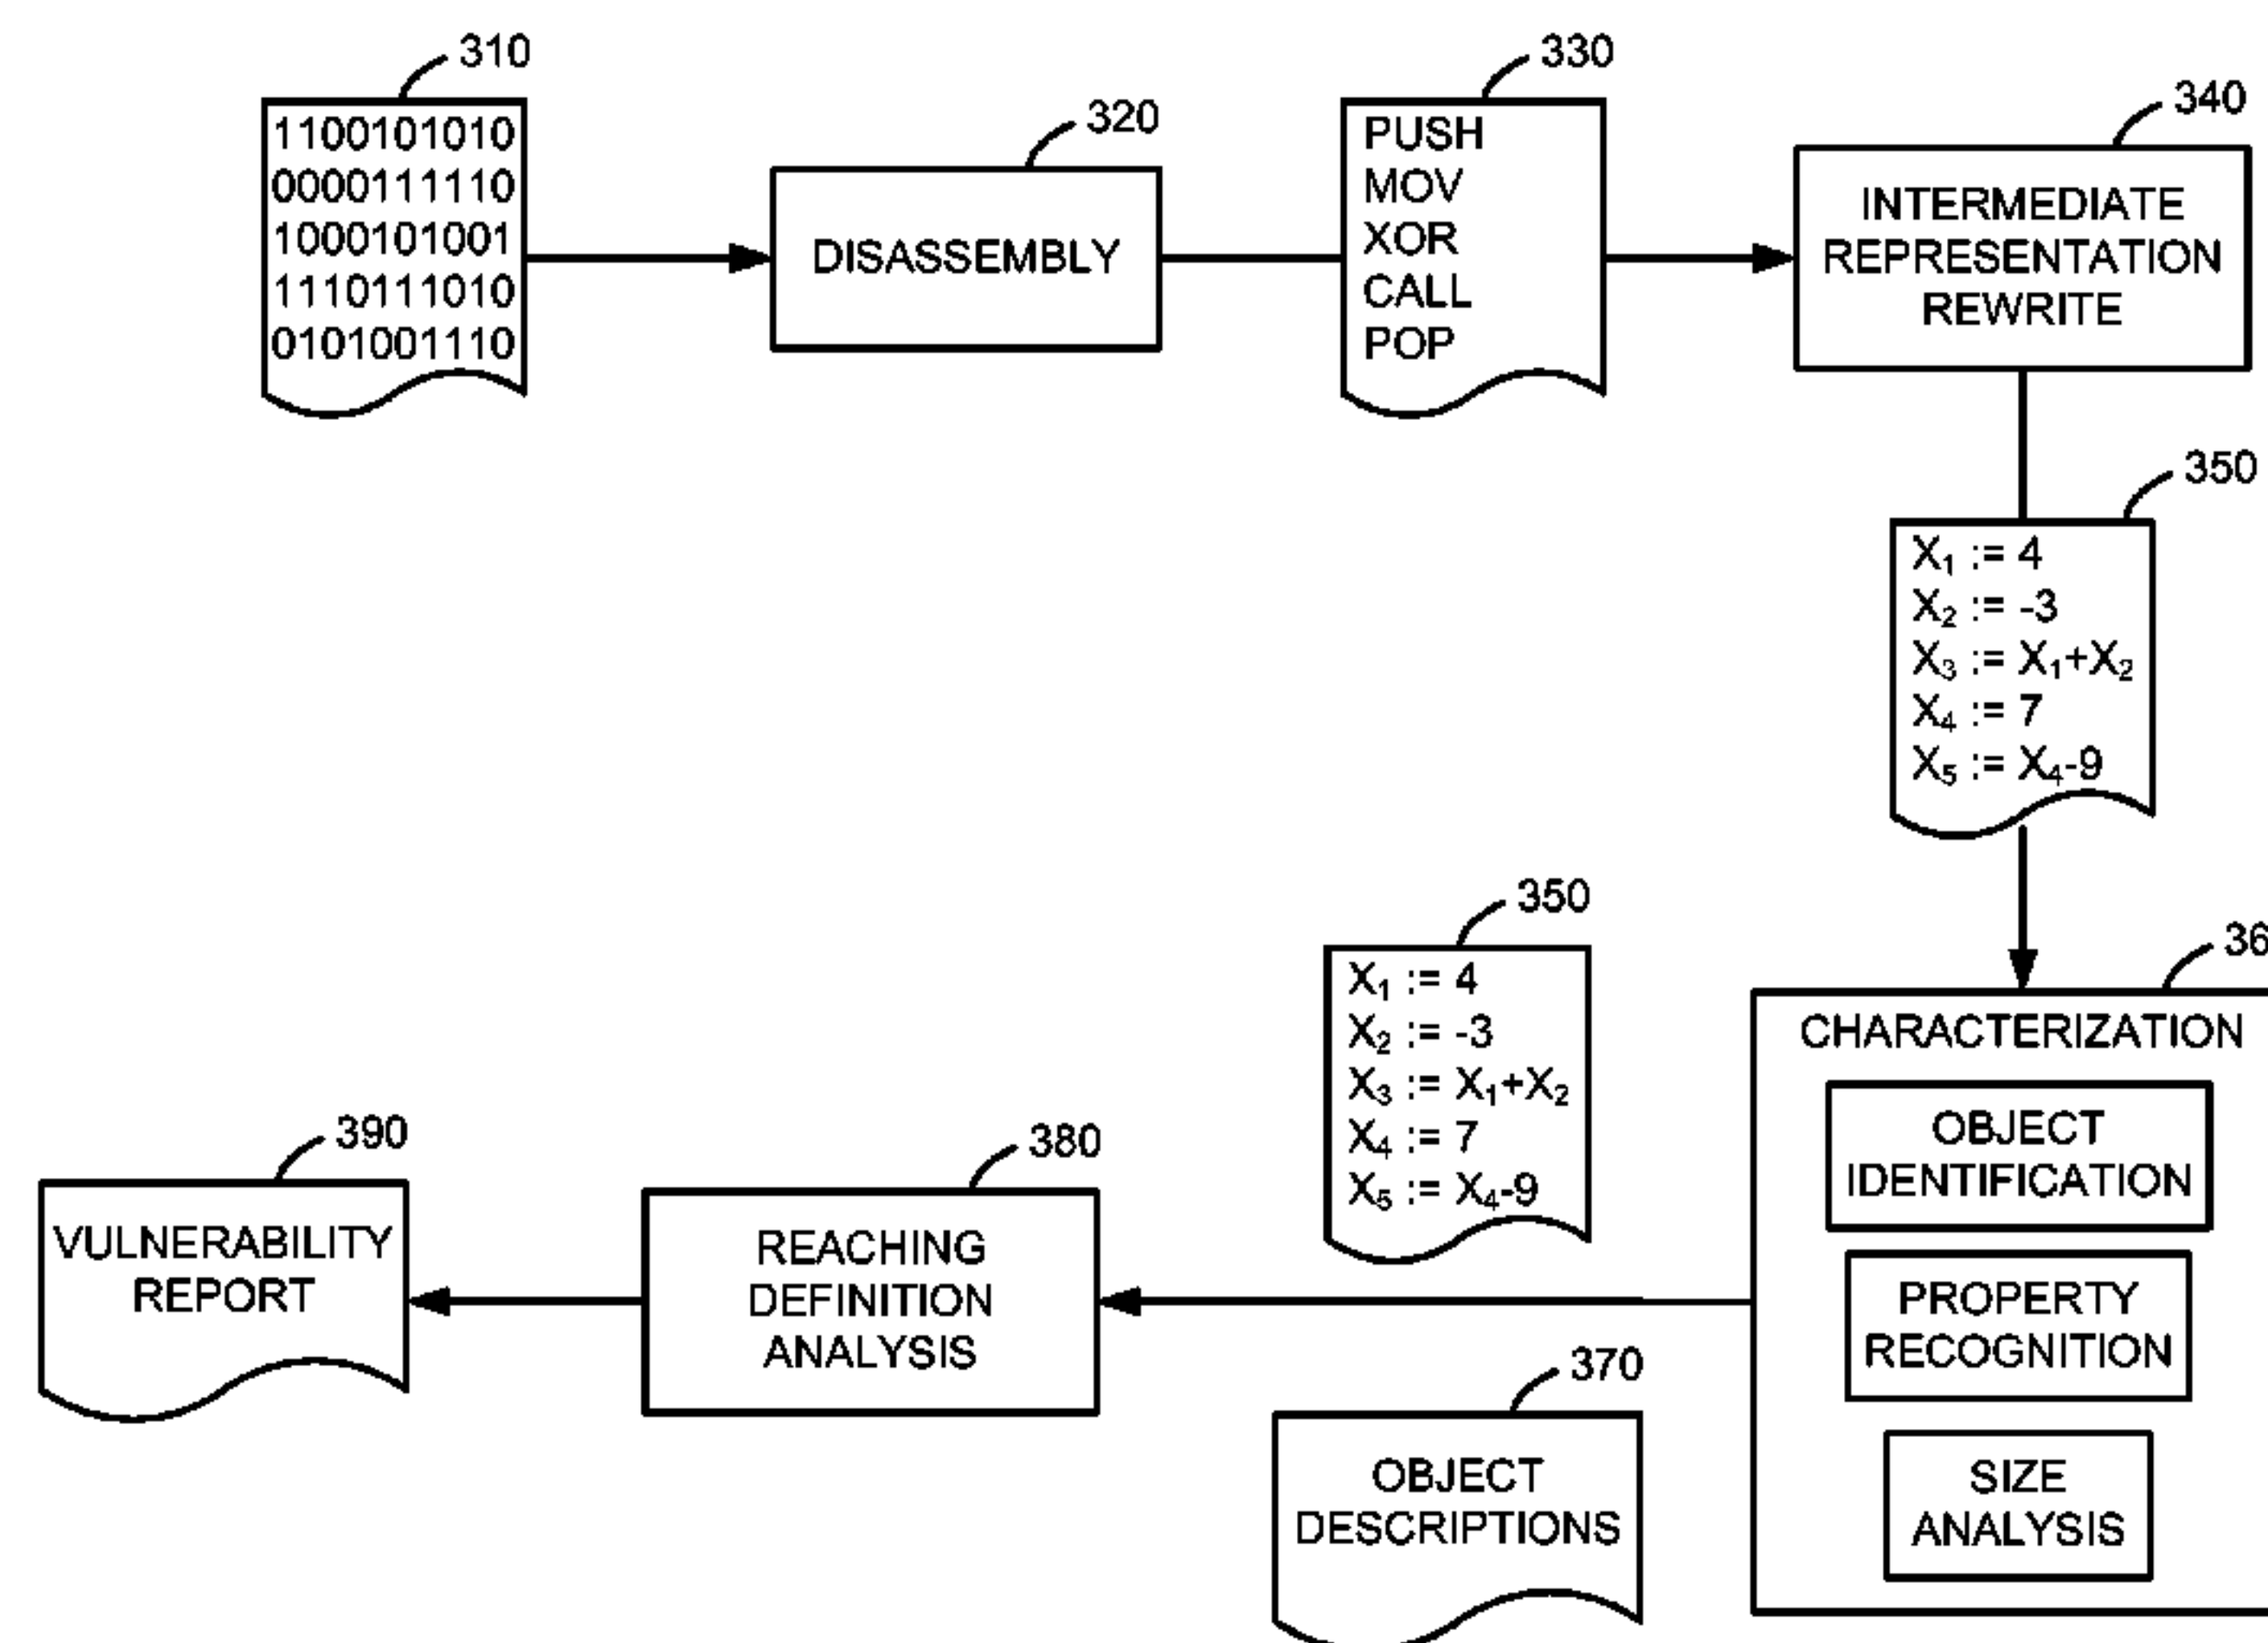 310
1100101010
0000111110
1000101001
1110111010
0101001110
320
DISASSEMBLY
330
PUSH
MOV
XOR
CALL
POP
340
INTERMEDIATE
REPRESENTATION
REWRITE
350
X₁ := 4
X₂ := -3
X₃ := X₁+X₂
X₄ := 7
X₅ := X₄-9
36
CHARACTERIZATION
OBJECT
IDENTIFICATION
PROPERTY
RECOGNITION
SIZE
ANALYSIS
350
X₁ := 4
X₂ := -3
X₃ := X₁+X₂
X₄ := 7
X₅ := X₄-9
370
OBJECT
DESCRIPTIONS
380
REACHING
DEFINITION
ANALYSIS
390
VULNERABILITY
REPORT